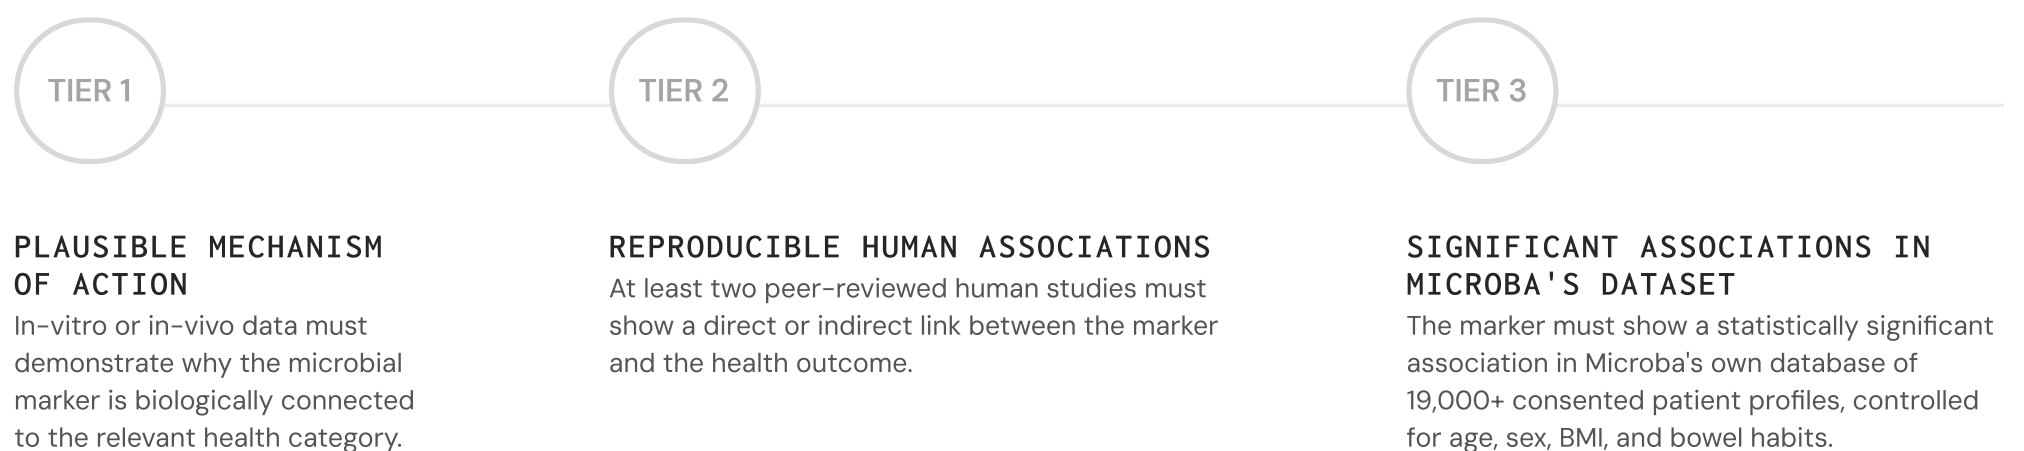 TIER 1
TIER 2
TIER 3
PLAUSIBLE MECHANISM
OF ACTION
In-vitro or in-vivo data must
demonstrate why the microbial
marker is biologically connected
to the relevant health category.
REPRODUCIBLE HUMAN ASSOCIATIONS
At least two peer-reviewed human studies must
show a direct or indirect link between the marker
and the health outcome.
SIGNIFICANT ASSOCIATIONS IN
MICROBA'S DATASET
The marker must show a statistically significant
association in Microba's own database of
19,000+ consented patient profiles, controlled
for age, sex, BMI, and bowel habits.